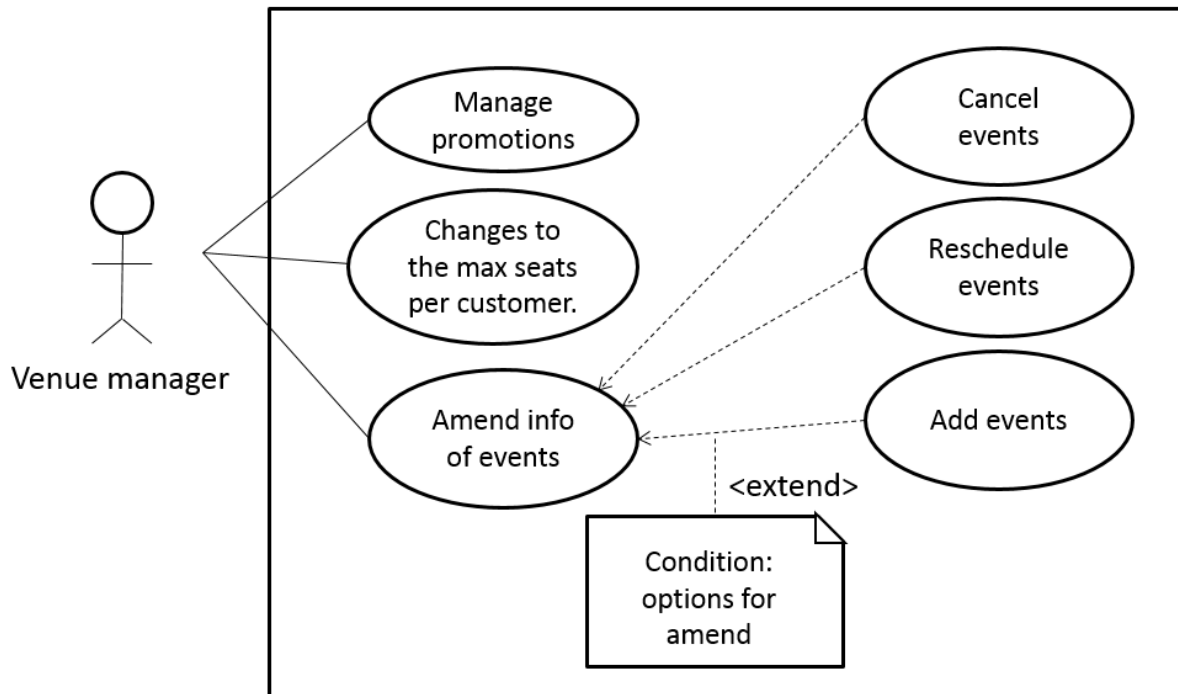 Manage
promotions
Cancel
events
Changes to
the max seats
per customer.
Reschedule
events
Venue manager
Amend info
of events
Add events
<extend>
Condition:
options for
amend